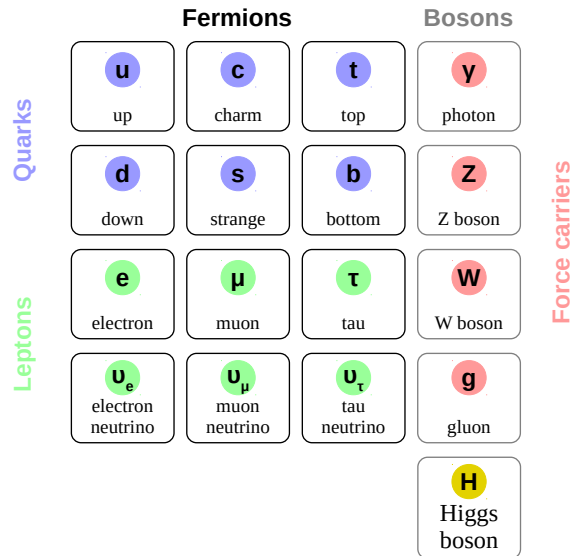 Fermions
Bosons
Quarks
Leptons
Force carriers
u
up
c
charm
t
top
γ
photon
d
down
s
strange
b
bottom
Z
Z boson
e
electron
μ
muon
τ
tau
W
W boson
υe
electron
neutrino
υμ
muon
neutrino
υτ
tau
neutrino
g
gluon
H
Higgs
boson